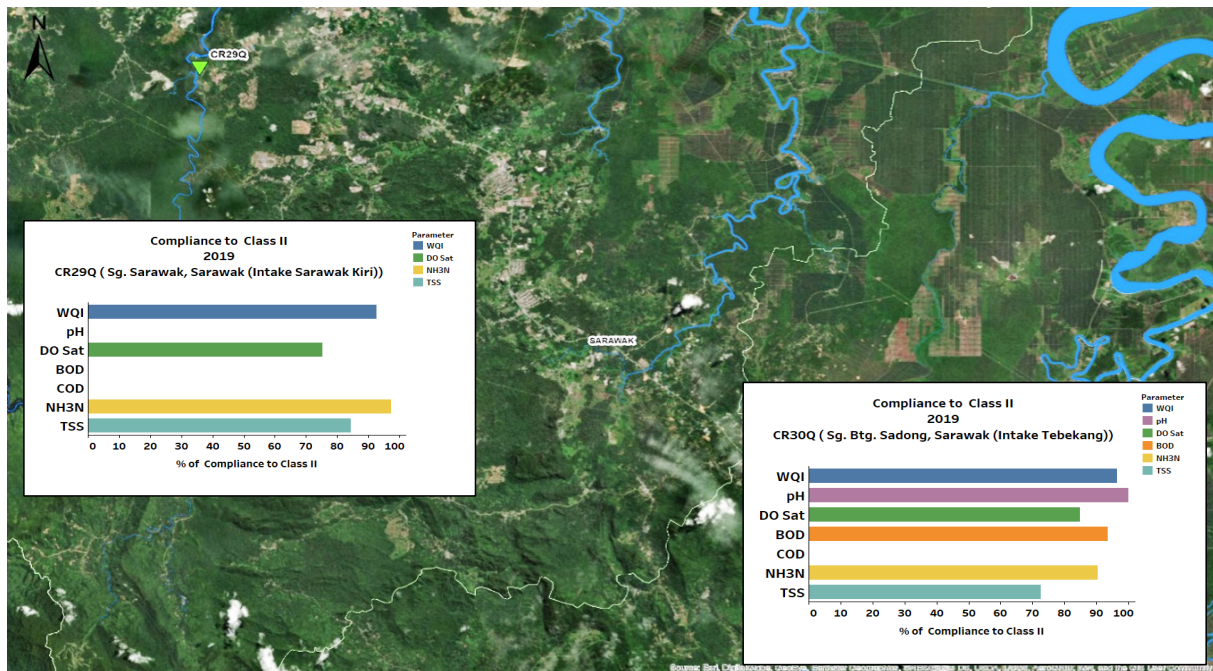 N
CR29Q
SARAWAK
Compliance to Class II
2019
CR29Q ( Sg. Sarawak, Sarawak (Intake Sarawak Kiri))
Parameter
WQI
DO Sat
NH3N
TSS
WQI
pH
DO Sat
BOD
COD
NH3N
TSS
0 10 20 30 40 50 60 70 80 90 100
% of Compliance to Class II
Compliance to Class II
2019
CR30Q ( Sg. Btg. Sadong, Sarawak (Intake Tebekang))
Parameter
WQI
pH
DO Sat
BOD
NH3N
TSS
WQI
pH
DO Sat
BOD
COD
NH3N
TSS
0 10 20 30 40 50 60 70 80 90 100
% of Compliance to Class II
Source: Esri, DigitalGlobe, GeoEye,